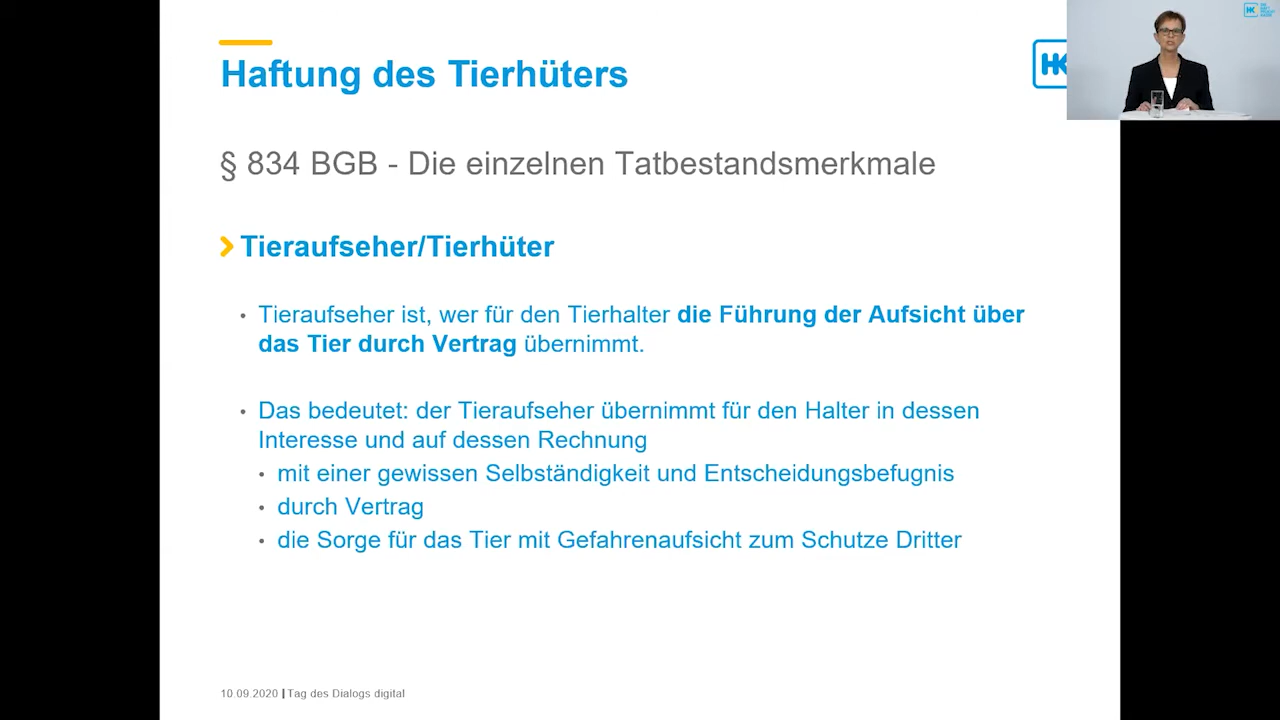 Haftung des Tierhüters
HK
§ 834 BGB - Die einzelnen Tatbestandsmerkmale
Tieraufseher/Tierhüter
• Tieraufseher ist, wer für den Tierhalter die Führung der Aufsicht über
das Tier durch Vertrag übernimmt.
• Das bedeutet: der Tieraufseher übernimmt für den Halter in dessen
Interesse und auf dessen Rechnung
• mit einer gewissen Selbständigkeit und Entscheidungsbefugnis
• durch Vertrag
• die Sorge für das Tier mit Gefahrenaufsicht zum Schutze Dritter
10.09.2020 | Tag des Dialogs digital